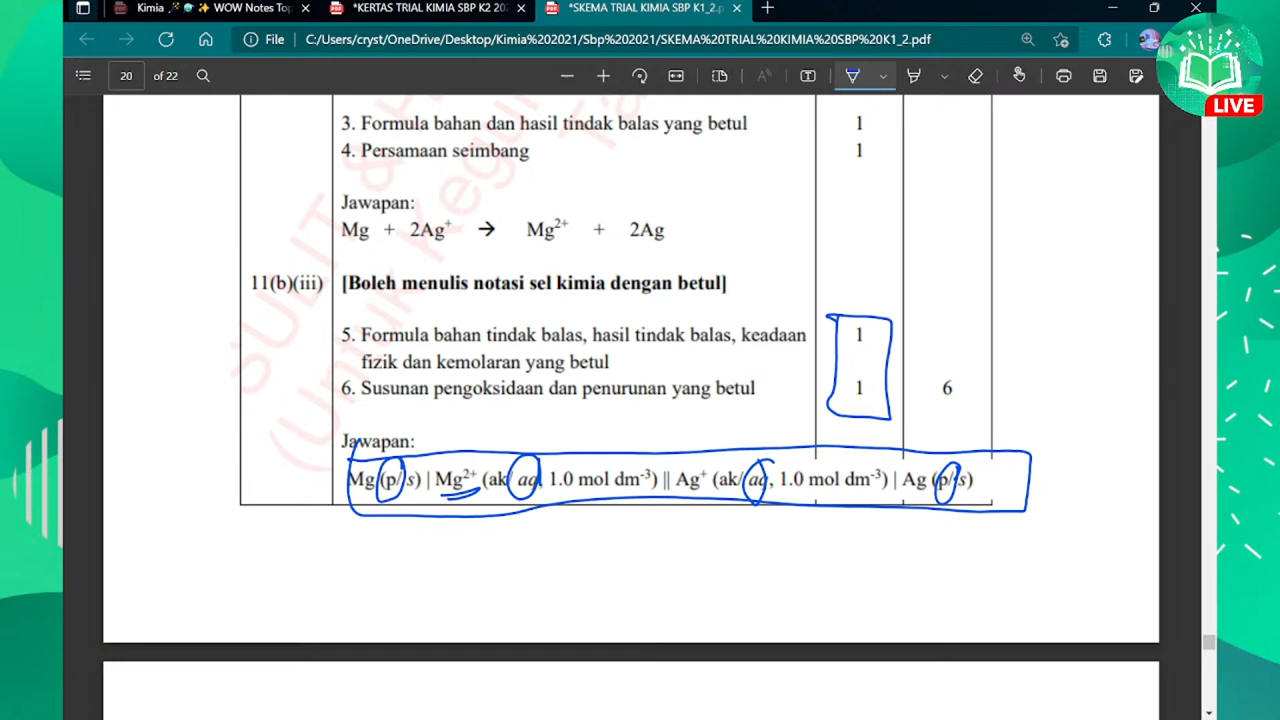 Kimia 🪄🎓✨ WOW Notes Top
*KERTAS TRIAL KIMIA SBP K2 202
*SKEMA TRIAL KIMIA SBP K1_2.p
File C:/Users/cryst/OneDrive/Desktop/Kimia%202021/Sbp%202021/SKEMA%20TRIAL%20KIMIA%20SBP%20K1_2.pdf
20 of 22
LIVE
3. Formula bahan dan hasil tindak balas yang betul 1
4. Persamaan seimbang 1
Jawapan:
Mg + 2Ag⁺ → Mg²⁺ + 2Ag
11(b)(iii) [Boleh menulis notasi sel kimia dengan betul]
5. Formula bahan tindak balas, hasil tindak balas, keadaan 1
fizik dan kemolaran yang betul
6. Susunan pengoksidaan dan penurunan yang betul 1 6
Jawapan:
Mg (p/s) | Mg²⁺ (ak/ aq, 1.0 mol dm⁻³) || Ag⁺ (ak/ aq, 1.0 mol dm⁻³) | Ag (p/s)
SULIT &
(Untuk Kegun